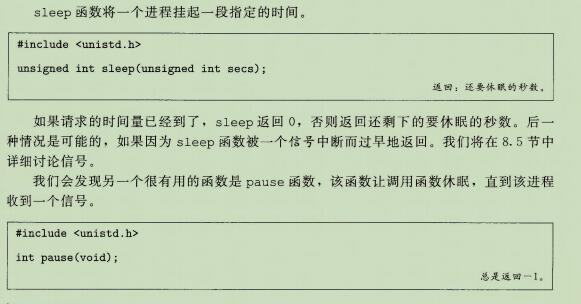 sleep 函数将一个进程挂起一段指定的时间。
#include <unistd.h>
unsigned int sleep(unsigned int secs);
返回：还要休眠的秒数。
如果请求的时间量已经到了，sleep 返回 0，否则返回还剩下的要休眠的秒数。后一
种情况是可能的，如果因为 sleep 函数被一个信号中断而过早地返回。我们将在 8.5 节中
详细讨论信号。
我们会发现另一个很有用的函数是 pause 函数，该函数让调用函数休眠，直到该进程
收到一个信号。
#include <unistd.h>
int pause(void);
总是返回－1。